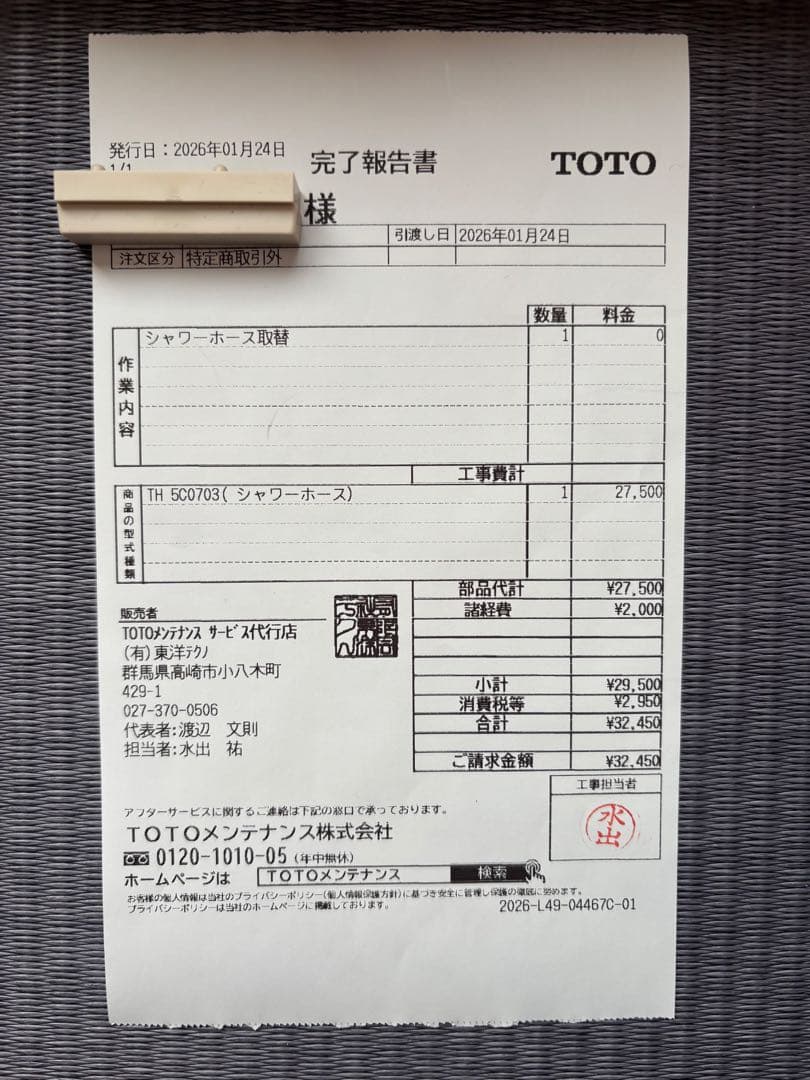 発行日：2026年01月24日
1/1
完了報告書
TOTO
様
引渡し日 2026年01月24日
注文区分 特定商取引外
数量 料金
作業内容
シャワーホース取替 1 0
工事費計
商品の型式種類
TH 5C0703( シャワーホース) 1 27,500
部品代計 ¥27,500
諸経費 ¥2,000
小計 ¥29,500
消費税等 ¥2,950
合計 ¥32,450
ご請求金額 ¥32,450
販売者
TOTOﾒﾝﾃﾅﾝｽ ｻｰﾋﾞｽ代行店
(有)東洋ﾃｸﾉ
群馬県高崎市小八木町
429-1
027-370-0506
代表者:渡辺 文則
担当者:水出 祐
工事担当者
水出
アフターサービスに関するご連絡は下記の窓口で承っております。
TOTOメンテナンス株式会社
0120-1010-05 (年中無休)
ホームページは TOTOメンテナンス 検索
お客様の個人情報は当社のプライバシーポリシー(個人情報保護方針)に基づき安全に管理し保護の徹底に努めます。
プライバシーポリシーは当社のホームページに掲載しております。
2026-L49-04467C-01